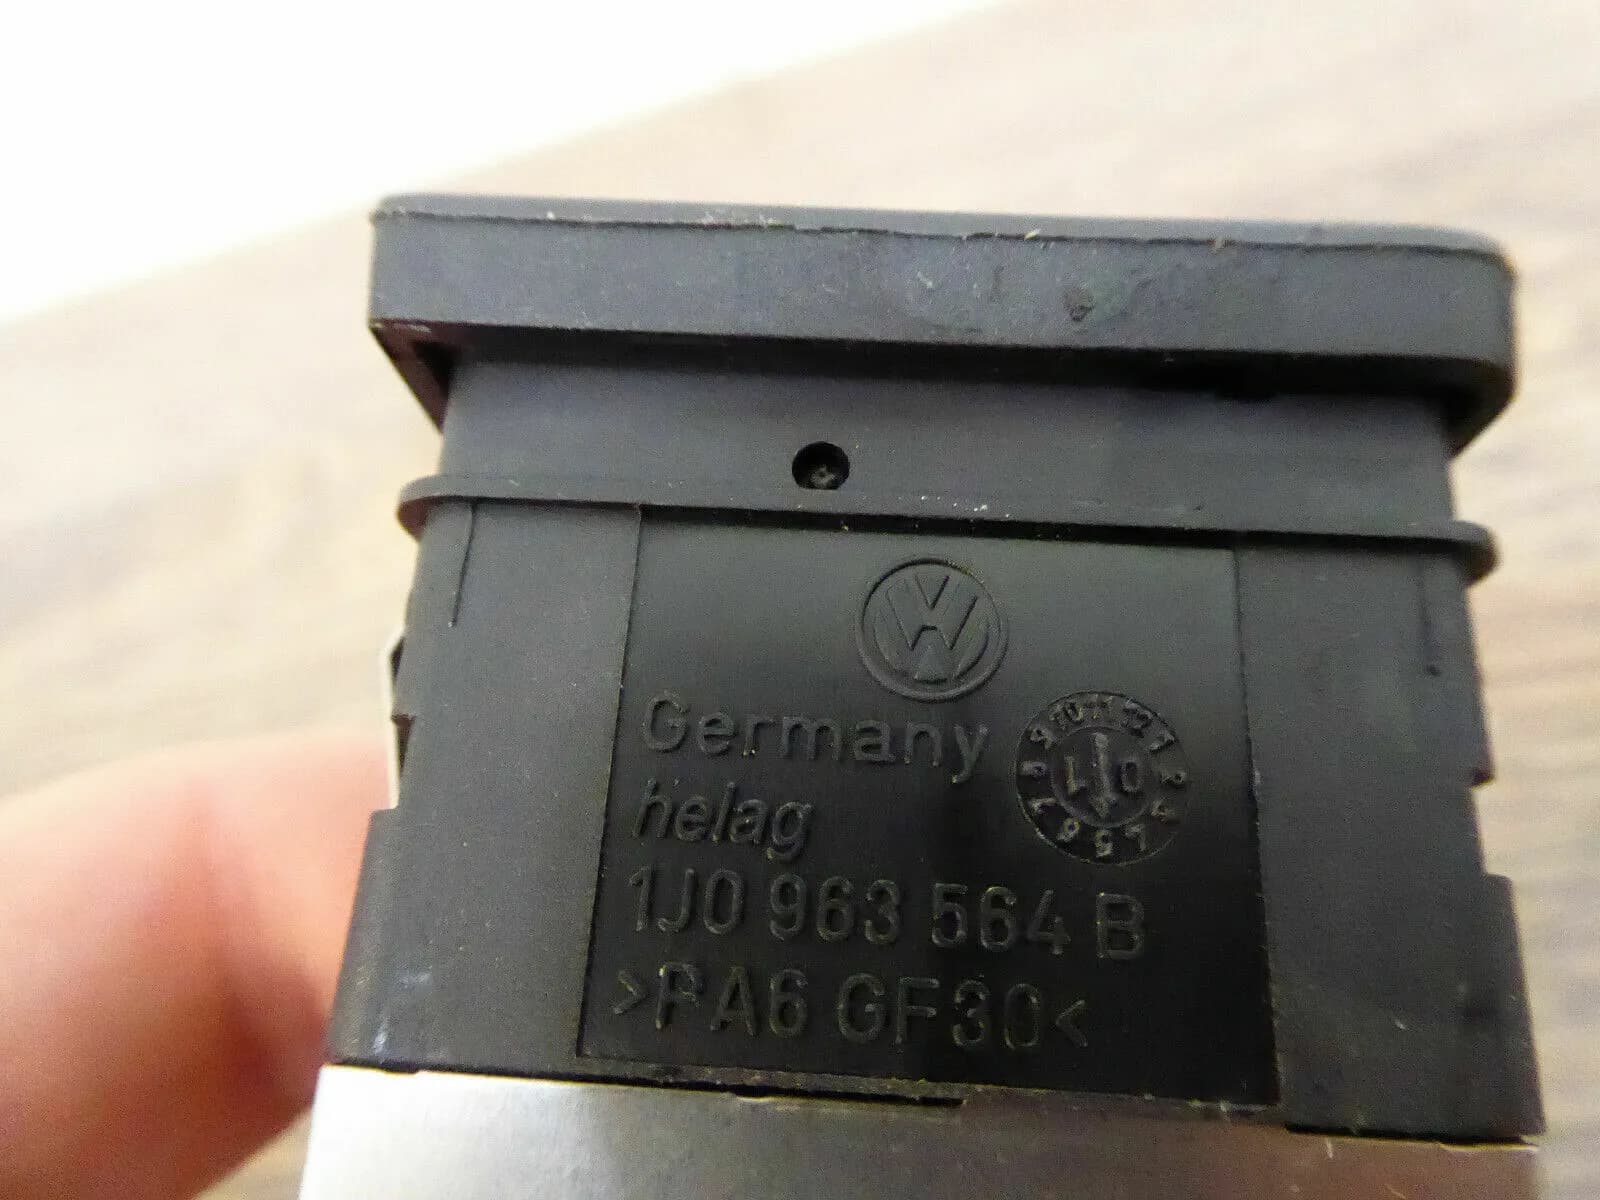 Germany
helag
1J0 963 564 B
>PA6 GF30<